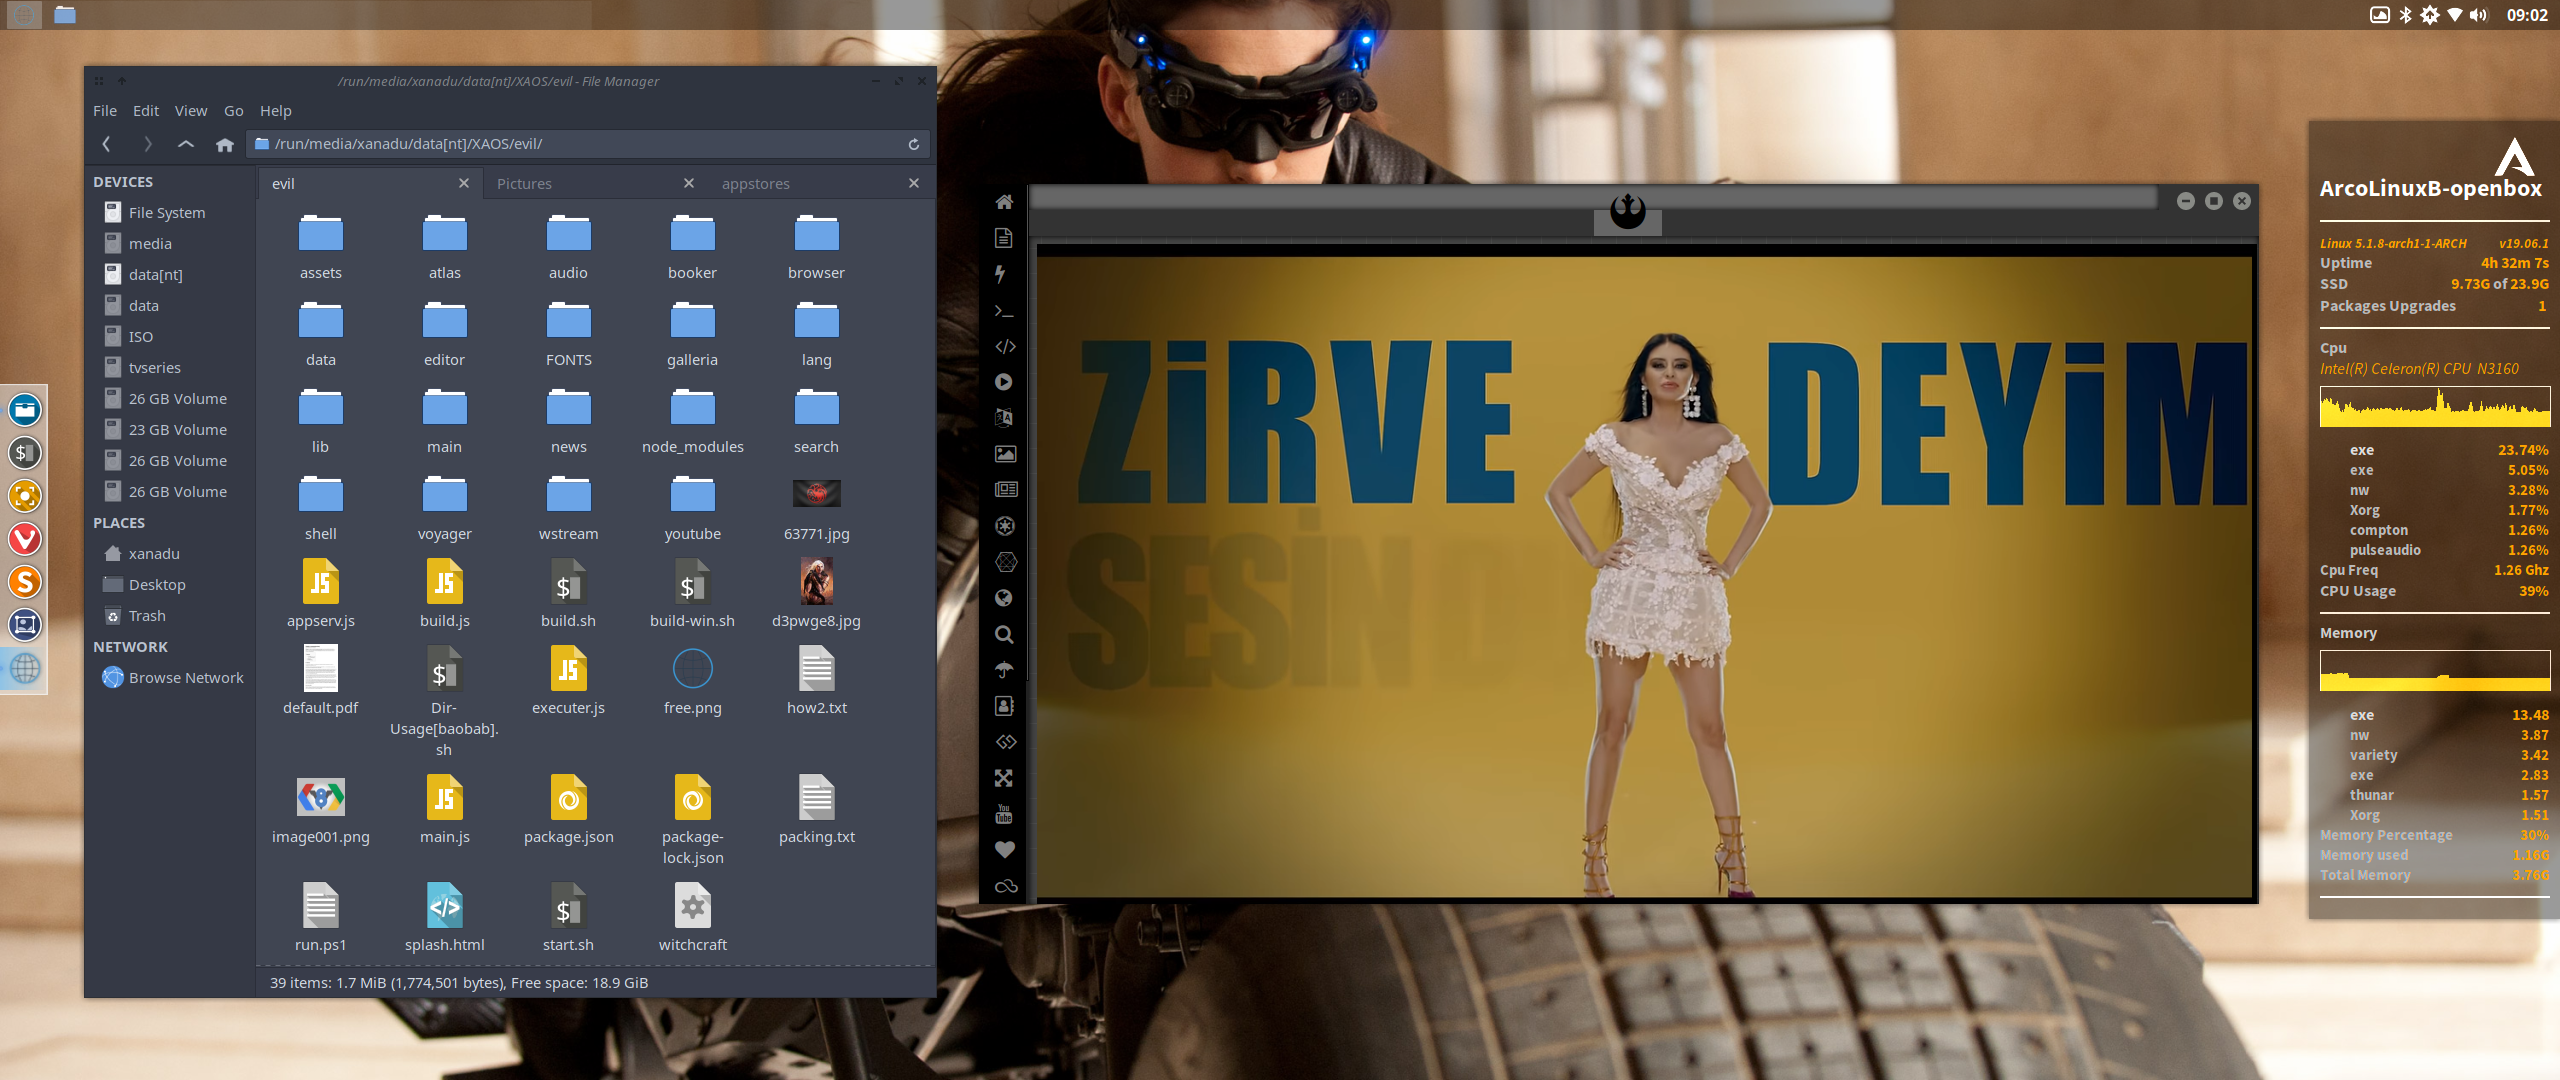 09:02
/run/media/xanadu/data[nt]/XAOS/evil - File Manager
File Edit View Go Help
/run/media/xanadu/data[nt]/XAOS/evil/
DEVICES
File System
media
data[nt]
data
ISO
tvseries
26 GB Volume
23 GB Volume
26 GB Volume
26 GB Volume
PLACES
xanadu
Desktop
Trash
NETWORK
Browse Network
evil Pictures appstores
assets atlas audio booker browser
data editor FONTS galleria lang
lib main news node_modules search
shell voyager wstream youtube 63771.jpg
appserv.js build.js build.sh build-win.sh d3pwge8.jpg
default.pdf Dir-Usage[baobab].sh executer.js free.png how2.txt
image001.png main.js package.json package-lock.json packing.txt
run.ps1 splash.html start.sh witchcraft
39 items: 1.7 MiB (1,774,501 bytes), Free space: 18.9 GiB
ZiRVE DEYiM
SESİN
You Tube
ArcoLinuxB-openbox
Linux 5.1.8-arch1-1-ARCH v19.06.1
Uptime 4h 32m 7s
SSD 9.73G of 23.9G
Packages Upgrades 1
Cpu
Intel(R) Celeron(R) CPU N3160
exe 23.74%
exe 5.05%
nw 3.28%
Xorg 1.77%
compton 1.26%
pulseaudio 1.26%
Cpu Freq 1.26 Ghz
CPU Usage 39%
Memory
exe 13.48
nw 3.87
variety 3.42
exe 2.83
thunar 1.57
Xorg 1.51
Memory Percentage 30%
Memory used 1.16G
Total Memory 3.76G